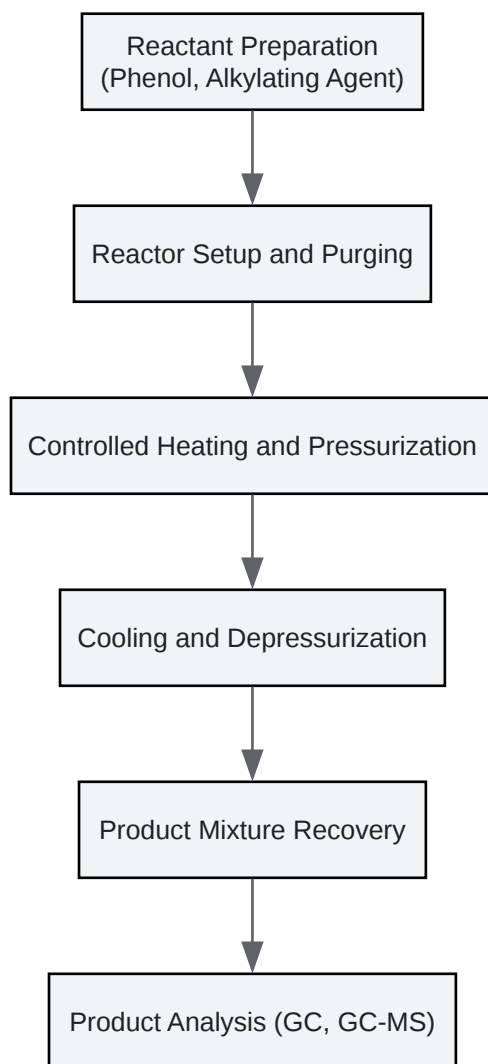 Reactant Preparation
(Phenol, Alkylating Agent)
Reactor Setup and Purging
Controlled Heating and Pressurization
Cooling and Depressurization
Product Mixture Recovery
Product Analysis (GC, GC-MS)